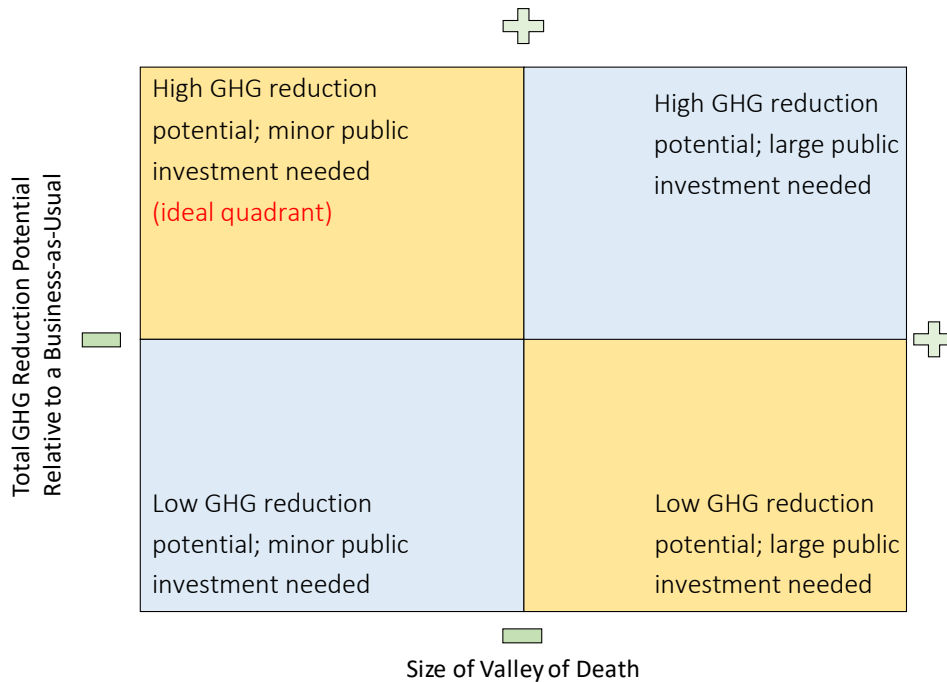 High GHG reduction
potential; minor public
investment needed
(ideal quadrant)
High GHG reduction
potential; large public
investment needed
Total GHG Reduction Potential
Relative to a Business-as-Usual
Low GHG reduction
potential; minor public
investment needed
Low GHG reduction
potential; large public
investment needed
Size of Valley of Death